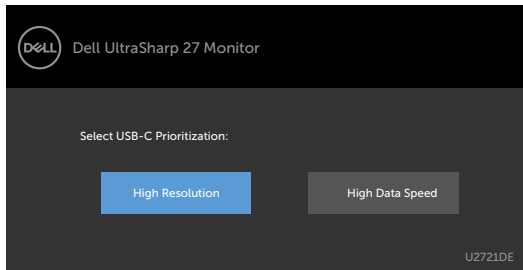 DELL
Dell UltraSharp 27 Monitor
Select USB-C Prioritization:
High Resolution
High Data Speed
U2721DE